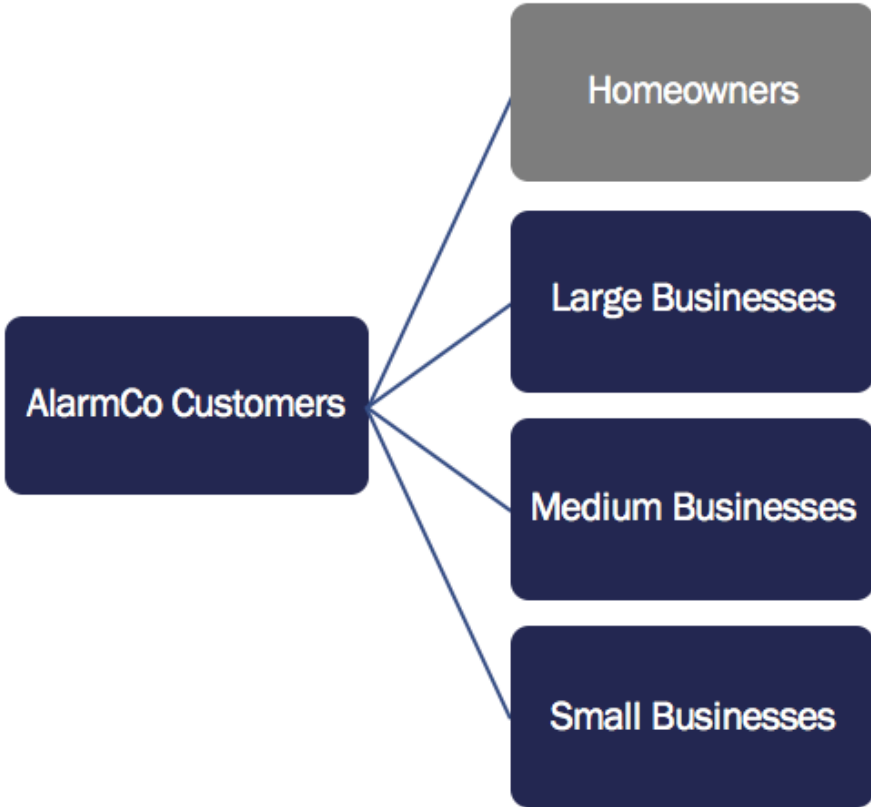 Homeowners
Large Businesses
AlarmCo Customers
Medium Businesses
Small Businesses